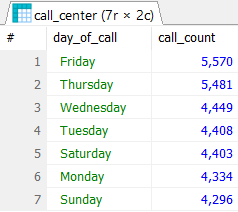 call_center (7r × 2c)
# day_of_call call_count
1 Friday 5,570
2 Thursday 5,481
3 Wednesday 4,449
4 Tuesday 4,408
5 Saturday 4,403
6 Monday 4,334
7 Sunday 4,296